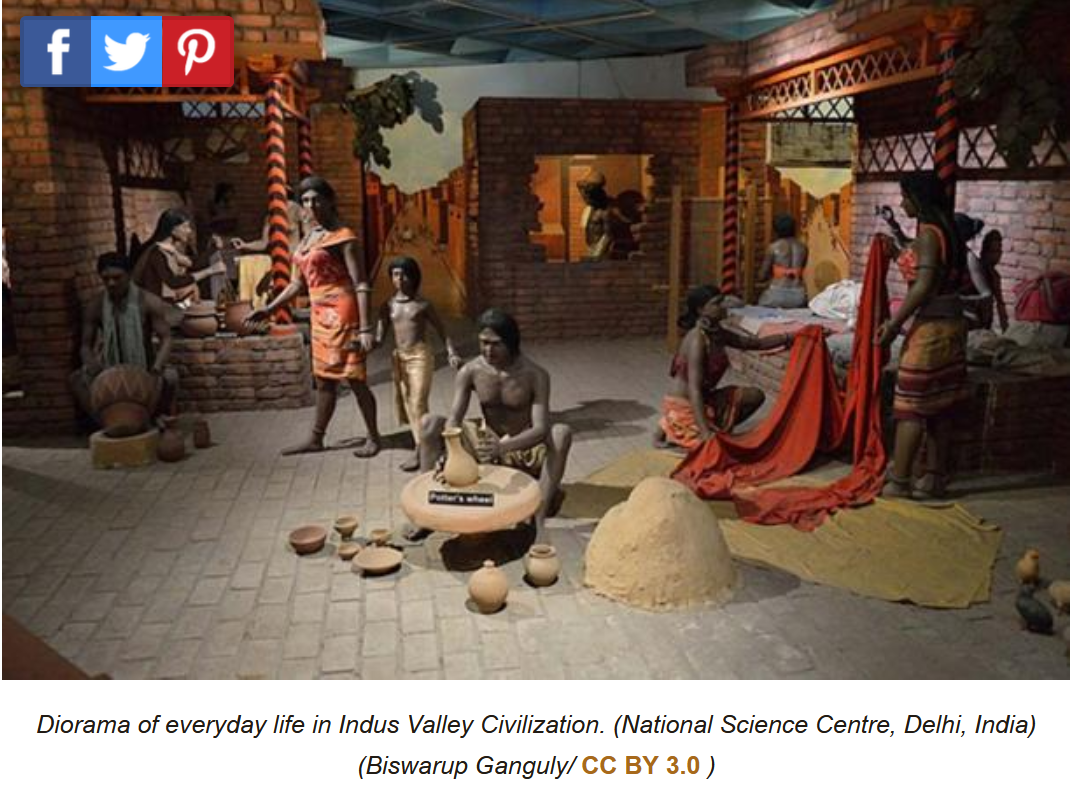 Potter's wheel
Diorama of everyday life in Indus Valley Civilization. (National Science Centre, Delhi, India)
(Biswarup Ganguly/ CC BY 3.0 )